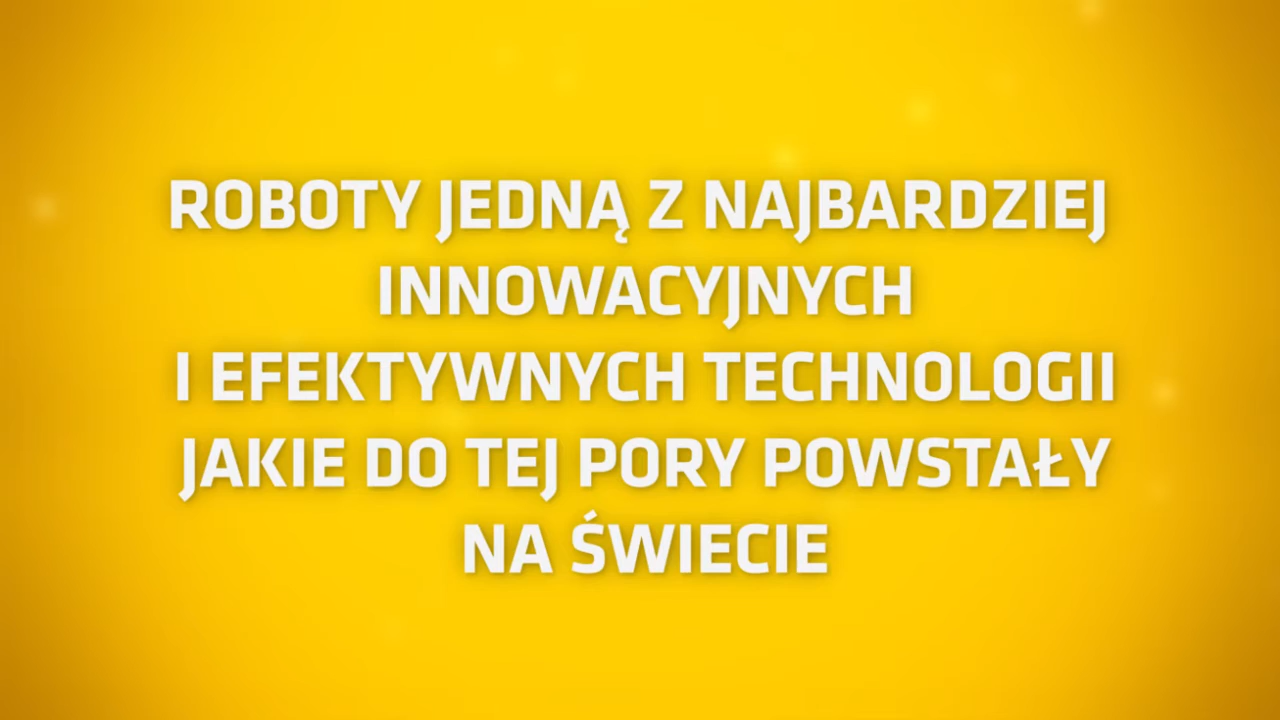 ROBOTY JEDNĄ Z NAJBARDZIEJ
INNOWACYJNYCH
I EFEKTYWNYCH TECHNOLOGII
JAKIE DO TEJ PORY POWSTAŁY
NA ŚWIECIE